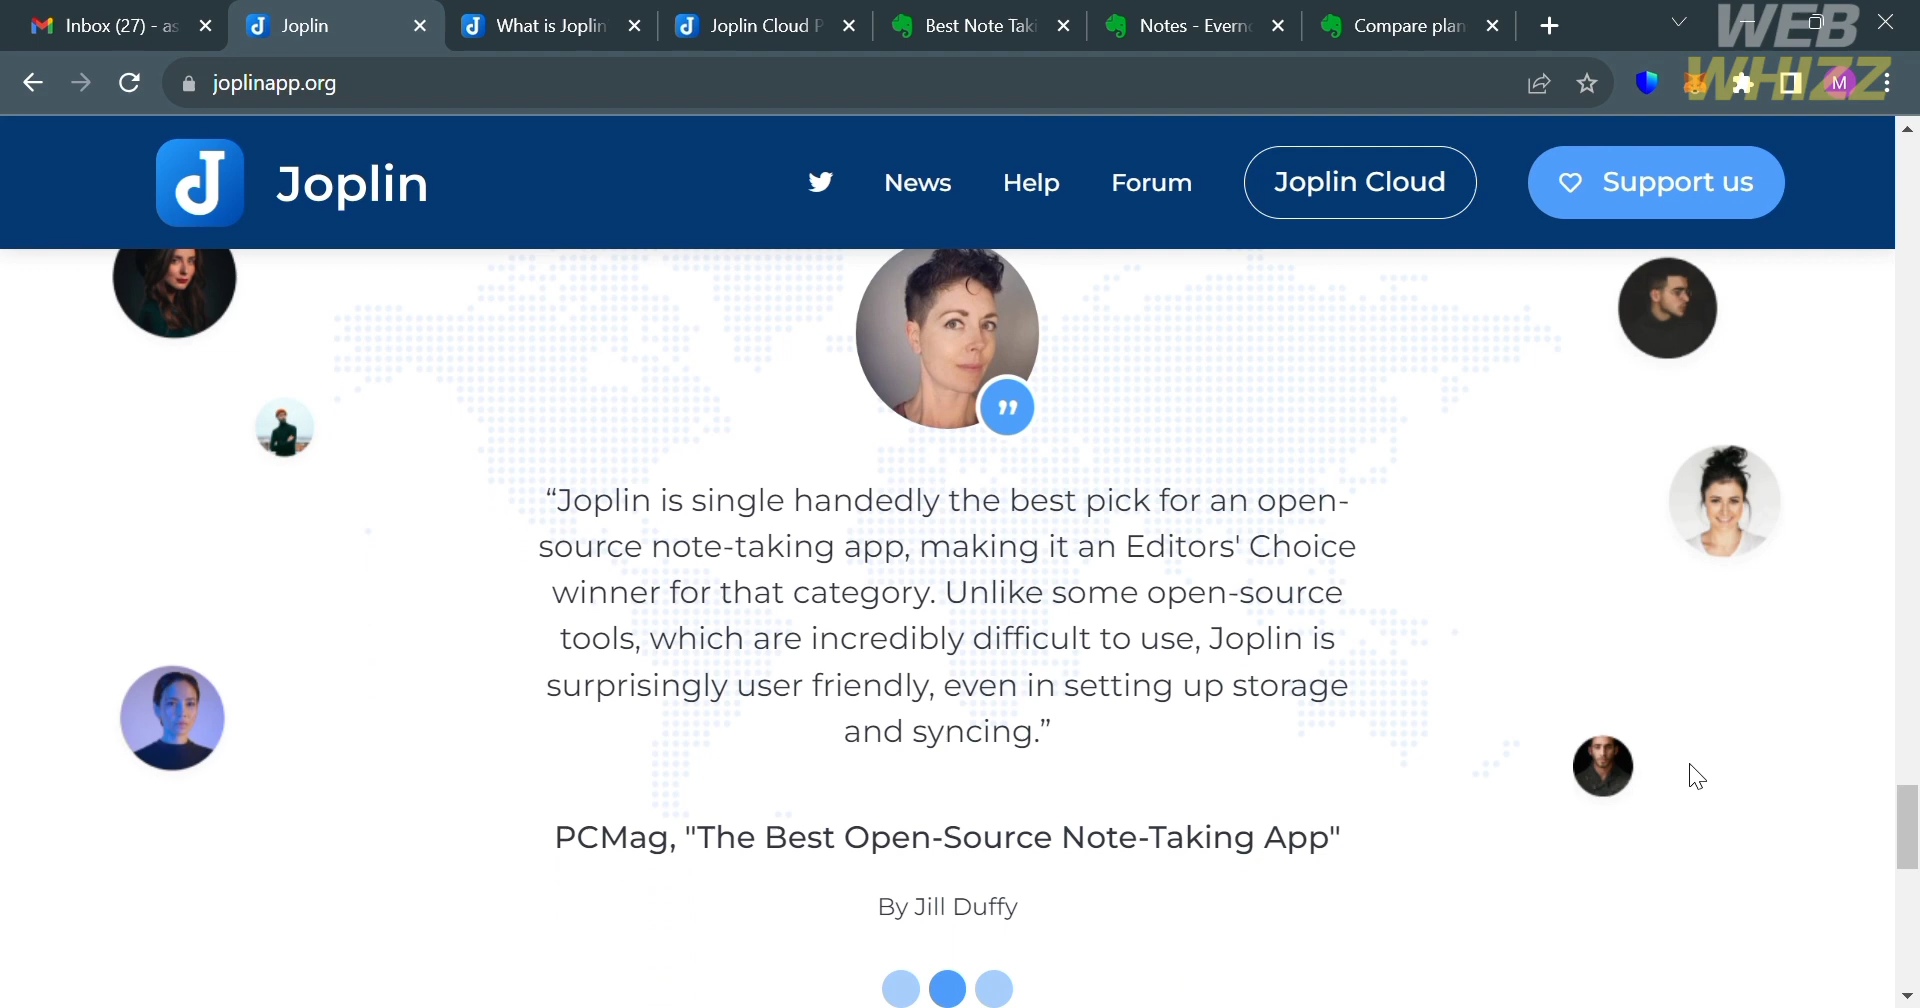 Inbox (27) - as
Joplin
What is Joplin
Joplin Cloud P
Best Note Taki
Notes - Everno
Compare plan
WEB
WHIZZ
joplinapp.org
M
Joplin
News
Help
Forum
Joplin Cloud
Support us
“Joplin is single handedly the best pick for an open-
source note-taking app, making it an Editors' Choice
winner for that category. Unlike some open-source
tools, which are incredibly difficult to use, Joplin is
surprisingly user friendly, even in setting up storage
and syncing.”
PCMag, "The Best Open-Source Note-Taking App"
By Jill Duffy